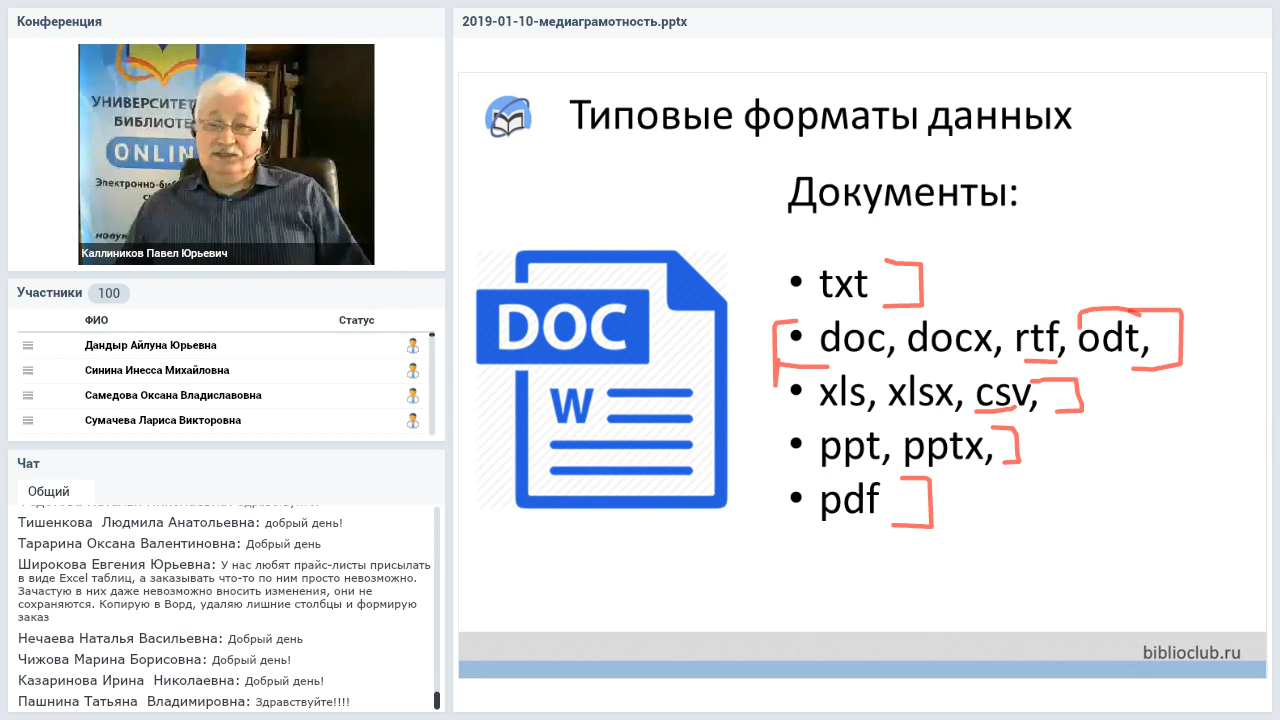 Конференция
УНИВЕРСИТЕТ
БИБЛИОТЕ
ONLIN
Электронно-биб
новую
Каллиников Павел Юрьевич
Участники 100
ФИО Статус
Дандыр Айлуна Юрьевна
Синина Инесса Михайловна
Самедова Оксана Владиславовна
Сумачева Лариса Викторовна
Чат
Общий
Тишенкова Людмила Анатольевна: добрый день!
Тарарина Оксана Валентиновна: Добрый день
Широкова Евгения Юрьевна: У нас любят прайс-листы присылать
в виде Excel таблиц, а заказывать что-то по ним просто невозможно.
Зачастую в них даже невозможно вносить изменения, они не
сохраняются. Копирую в Ворд, удаляю лишние столбцы и формирую
заказ
Нечаева Наталья Васильевна: Добрый день
Чижова Марина Борисовна: Добрый день!
Казаринова Ирина Николаевна: Добрый день!
Пашнина Татьяна Владимировна: Здравствуйте!!!!
2019-01-10-медиаграмотность.pptx
Типовые форматы данных
Документы:
DOC
W
• txt
• doc, docx, rtf, odt,
• xls, xlsx, csv,
• ppt, pptx,
• pdf
biblioclub.ru